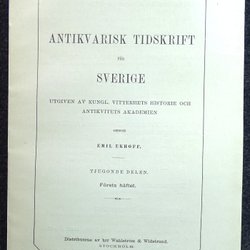 ANTIKVARISK TIDSKRIFT
FÖR
SVERIGE
UTGIVEN AV KUNGL. VITTERHETS HISTORIE OCH
ANTIKVITETS AKADEMIEN
GENOM
EMIL EKHOFF.
TJUGONDE DELEN.
Första häftet.
Distribueras av hrr Wahlström & Widstrand.
STOCKHOLM.